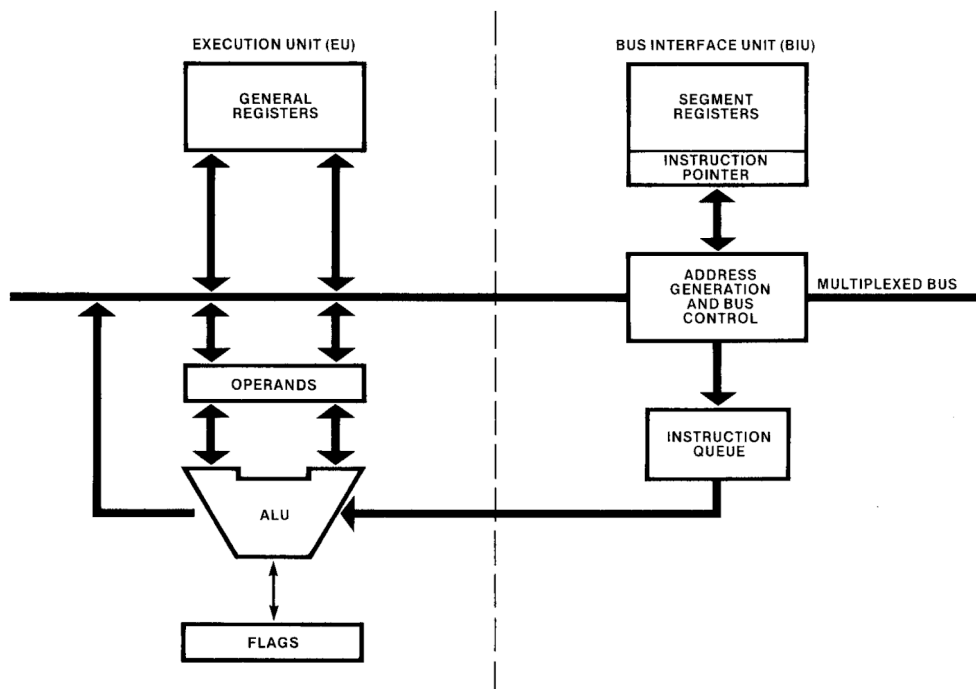 EXECUTION UNIT (EU)
GENERAL
REGISTERS
OPERANDS
ALU
FLAGS
BUS INTERFACE UNIT (BIU)
SEGMENT
REGISTERS
INSTRUCTION
POINTER
ADDRESS
GENERATION
AND BUS
CONTROL
MULTIPLEXED BUS
INSTRUCTION
QUEUE